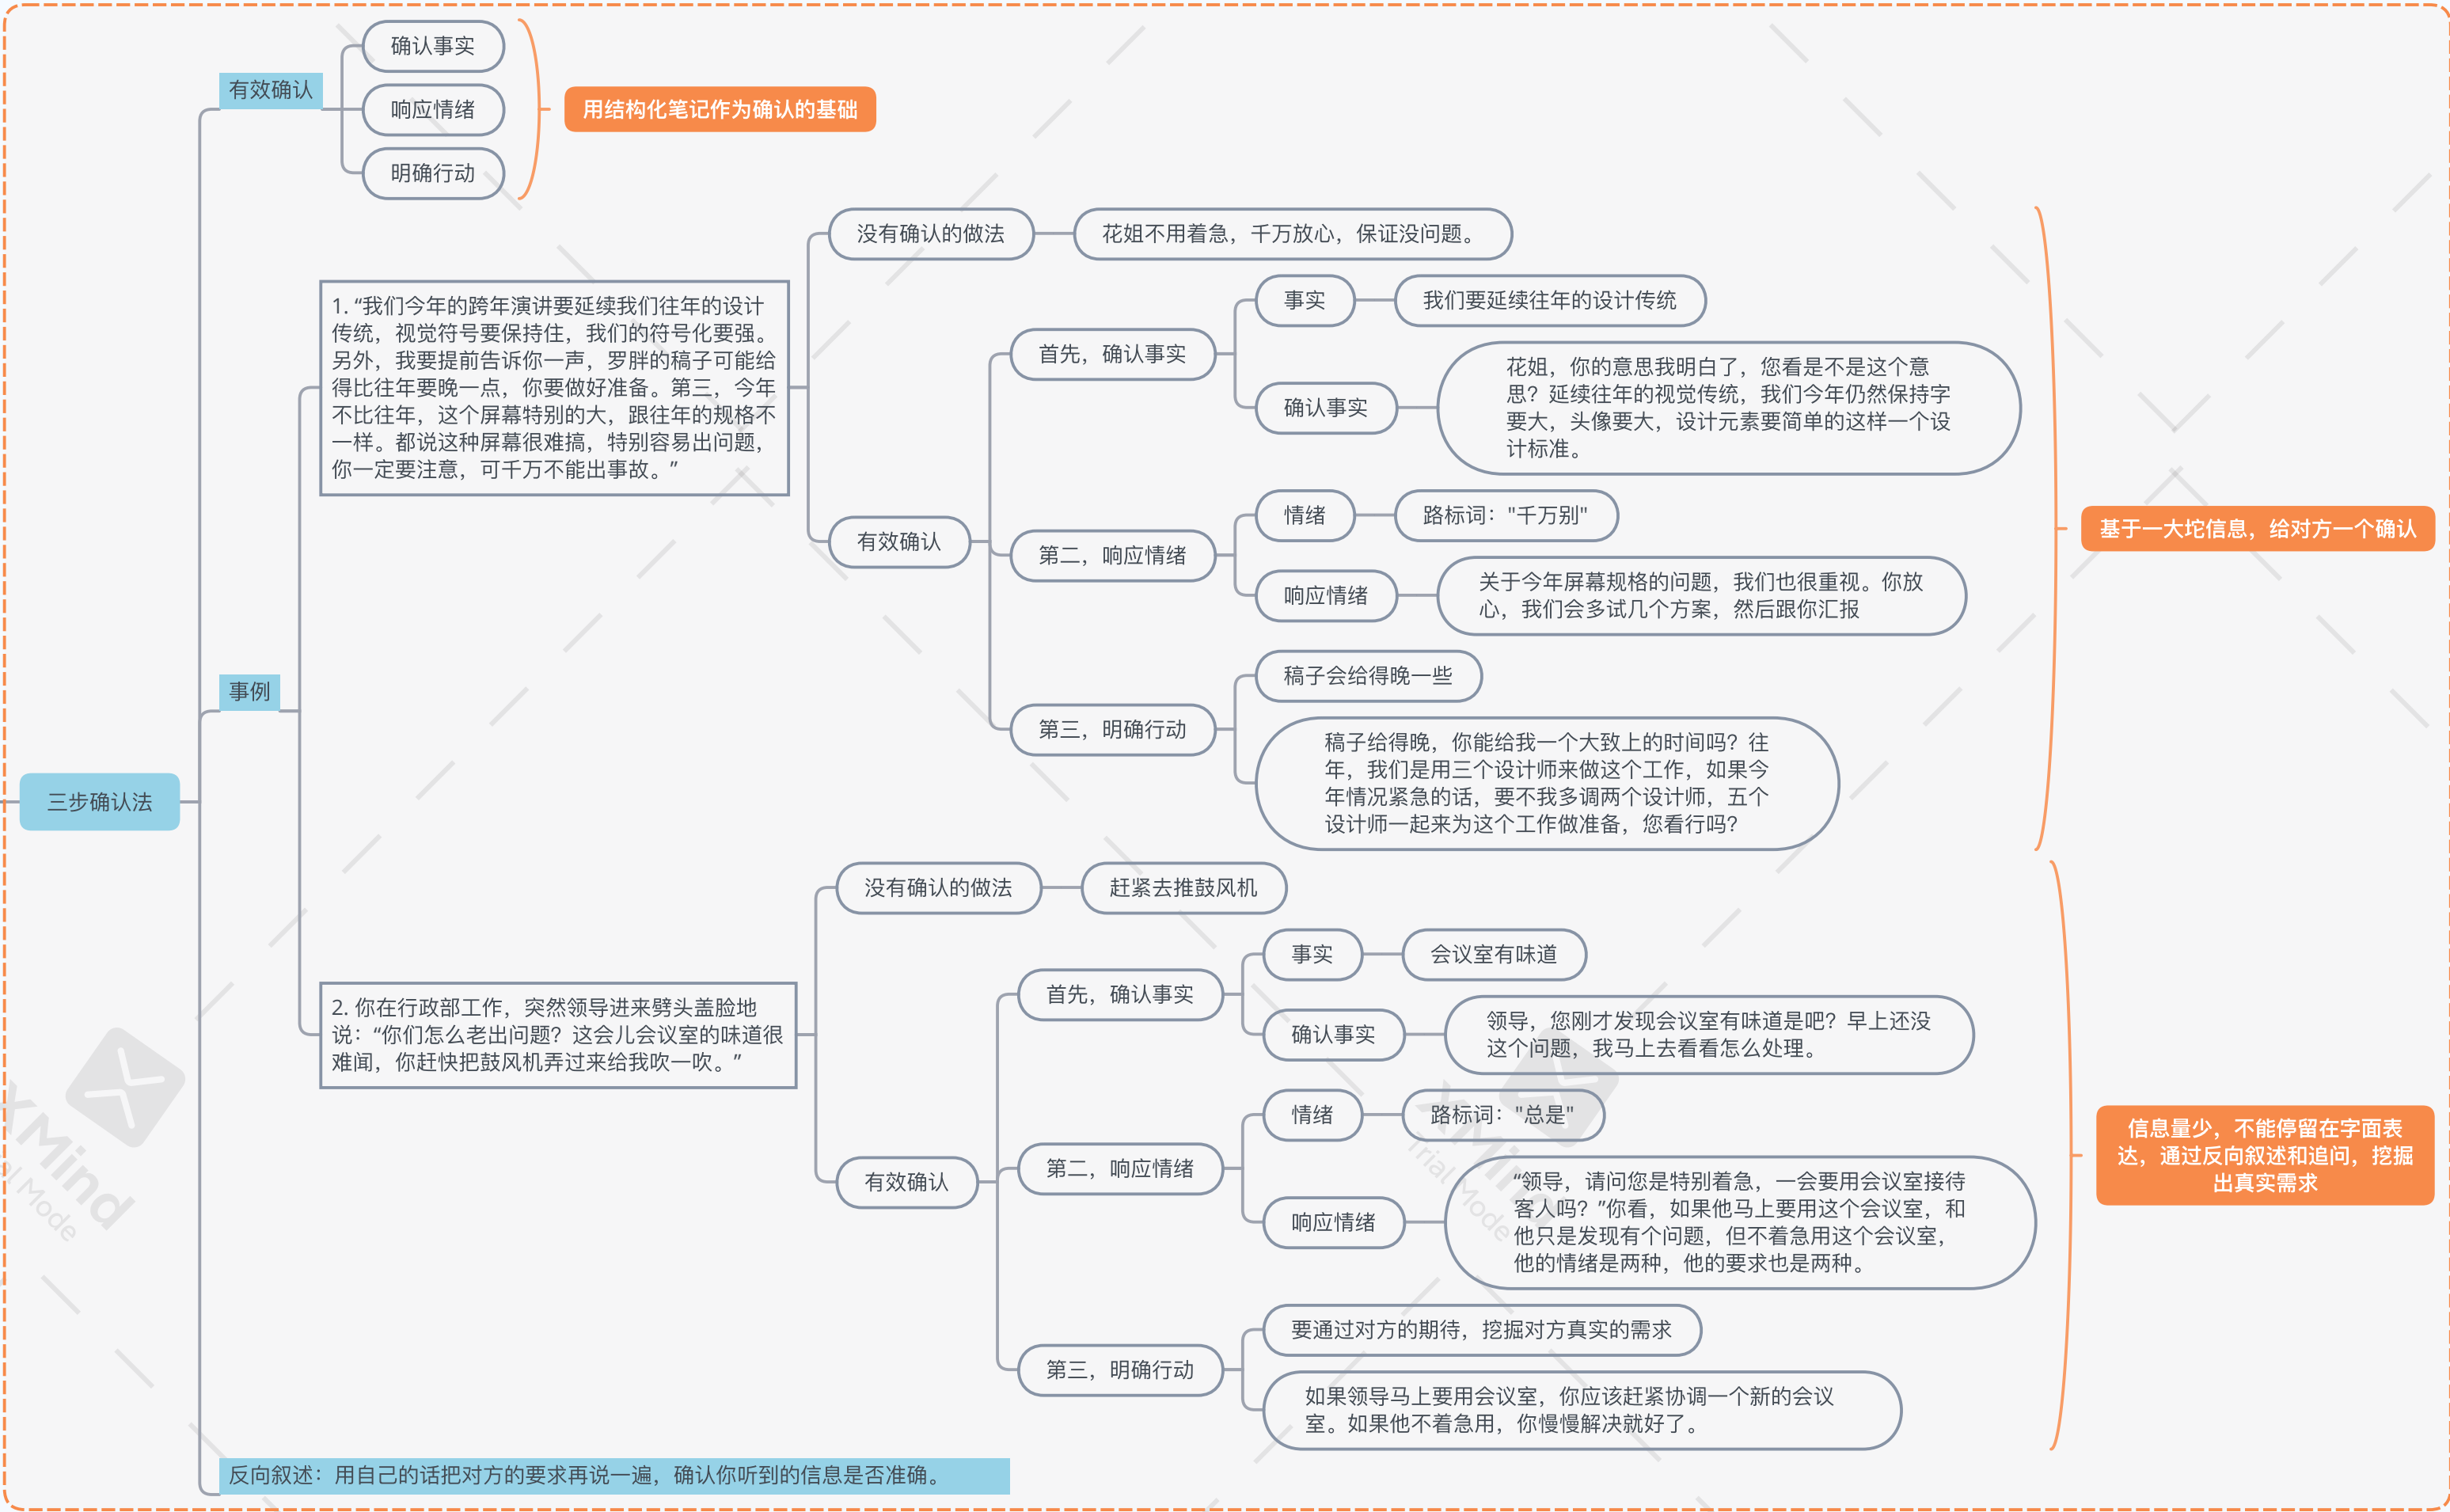 三步确认法
有效确认
确认事实
响应情绪
明确行动
用结构化笔记作为确认的基础
事例
1. “我们今年的跨年演讲要延续我们往年的设计
传统，视觉符号要保持住，我们的符号化要强。
另外，我要提前告诉你一声，罗胖的稿子可能给
得比往年要晚一点，你要做好准备。第三，今年
不比往年，这个屏幕特别的大，跟往年的规格不
一样。都说这种屏幕很难搞，特别容易出问题，
你一定要注意，可千万不能出事故。”
没有确认的做法
花姐不用着急，千万放心，保证没问题。
有效确认
首先，确认事实
事实
我们要延续往年的设计传统
确认事实
花姐，你的意思我明白了，您看是不是这个意
思？延续往年的视觉传统，我们今年仍然保持字
要大，头像要大，设计元素要简单的这样一个设
计标准。
第二，响应情绪
情绪
路标词："千万别"
响应情绪
关于今年屏幕规格的问题，我们也很重视。你放
心，我们会多试几个方案，然后跟你汇报
第三，明确行动
稿子会给得晚一些
稿子给得晚，你能给我一个大致上的时间吗？往
年，我们是用三个设计师来做这个工作，如果今
年情况紧急的话，要不我多调两个设计师，五个
设计师一起来为这个工作做准备，您看行吗？
基于一大坨信息，给对方一个确认
2. 你在行政部工作，突然领导进来劈头盖脸地
说：“你们怎么老出问题？这会儿会议室的味道很
难闻，你赶快把鼓风机弄过来给我吹一吹。”
没有确认的做法
赶紧去推鼓风机
有效确认
首先，确认事实
事实
会议室有味道
确认事实
领导，您刚才发现会议室有味道是吧？早上还没
这个问题，我马上去看看怎么处理。
第二，响应情绪
情绪
路标词："总是"
响应情绪
“领导，请问您是特别着急，一会要用会议室接待
客人吗？”你看，如果他马上要用这个会议室，和
他只是发现有个问题，但不着急用这个会议室，
他的情绪是两种，他的要求也是两种。
第三，明确行动
要通过对方的期待，挖掘对方真实的需求
如果领导马上要用会议室，你应该赶紧协调一个新的会议
室。如果他不着急用，你慢慢解决就好了。
信息量少，不能停留在字面表
达，通过反向叙述和追问，挖掘
出真实需求
反向叙述：用自己的话把对方的要求再说一遍，确认你听到的信息是否准确。
XMind
ial Mode
XMind
Trial Mode